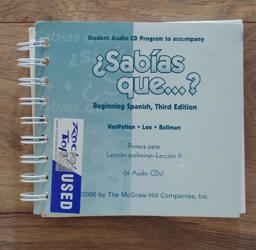 Student Audio CD Program to accompany
¿Sabías
que...?
Beginning Spanish, Third Edition
VanPatten • Lee • Ballman
Primera parte
Lección preliminar–Lección 9
(4 Audio CDs)
©2000 by The McGraw-Hill Companies, Inc.
USED